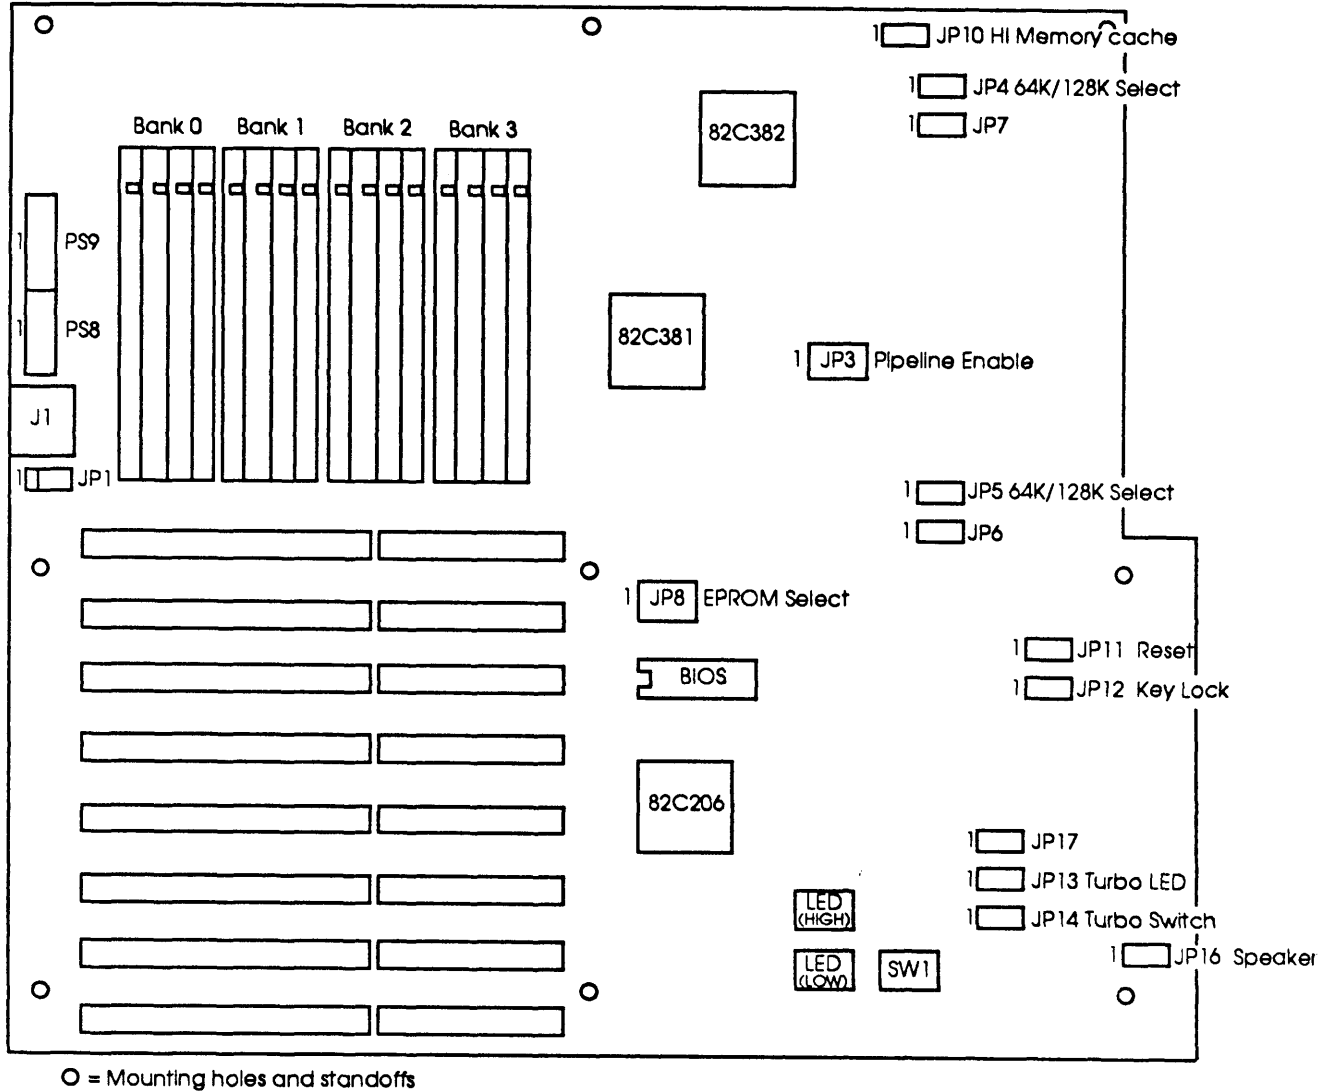 1 JP10 HI Memory cache
1 JP4 64K/128K Select
1 JP7
82C382
Bank 0 Bank 1 Bank 2 Bank 3
1 PS9
1 PS8
82C381
1 JP3 Pipeline Enable
J1
1 JP1
1 JP5 64K/128K Select
1 JP6
1 JP8 EPROM Select
1 JP11 Reset
BIOS
1 JP12 Key Lock
82C206
1 JP17
1 JP13 Turbo LED
LED
(HIGH)
1 JP14 Turbo Switch
1 JP16 Speaker
LED
(LOW)
SW1
O = Mounting holes and standoffs